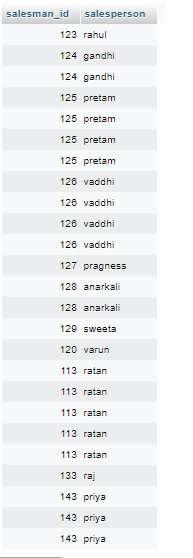 salesman_id salesperson
123 rahul
124 gandhi
124 gandhi
125 pretam
125 pretam
125 pretam
125 pretam
126 vaddhi
126 vaddhi
126 vaddhi
126 vaddhi
127 pragness
128 anarkali
128 anarkali
129 sweeta
120 varun
113 ratan
113 ratan
113 ratan
113 ratan
113 ratan
133 raj
143 priya
143 priya
143 priya